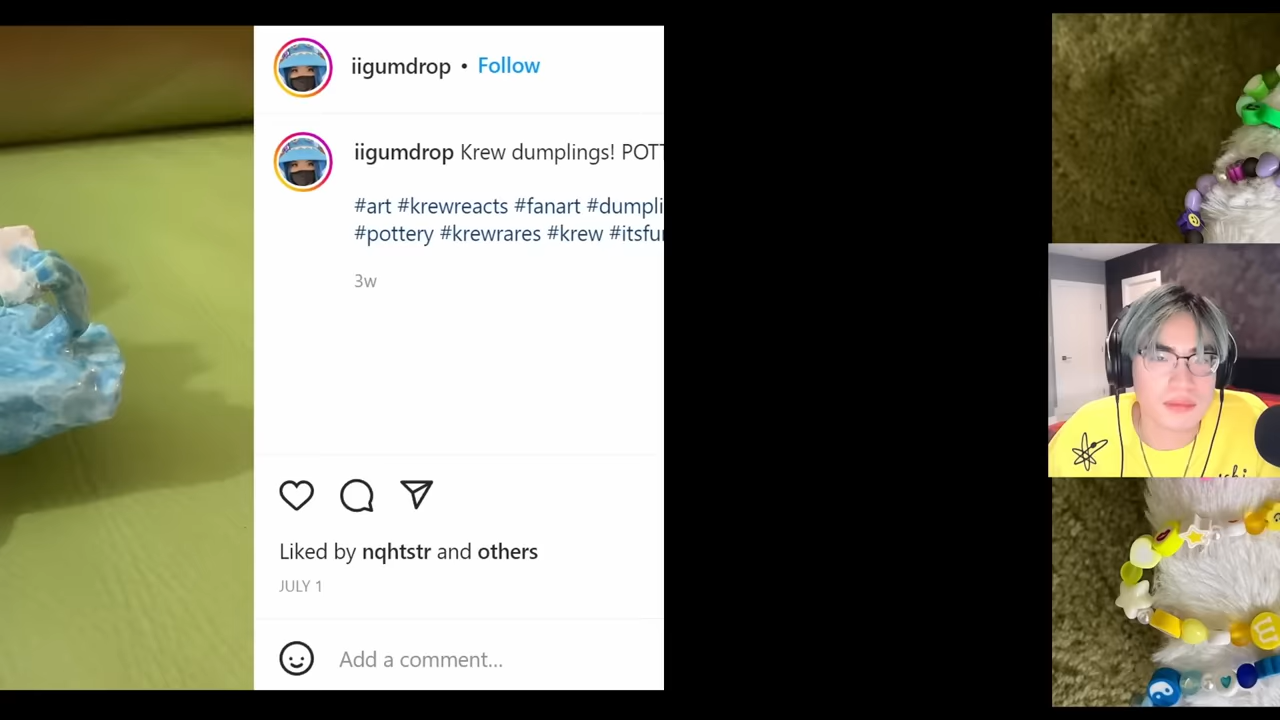 iigumdrop • Follow
iigumdrop Krew dumplings!
#art #krewreacts #fanart
#pottery #krewrares #krew
3w
Liked by nqhtstr and others
JULY 1
Add a comment...